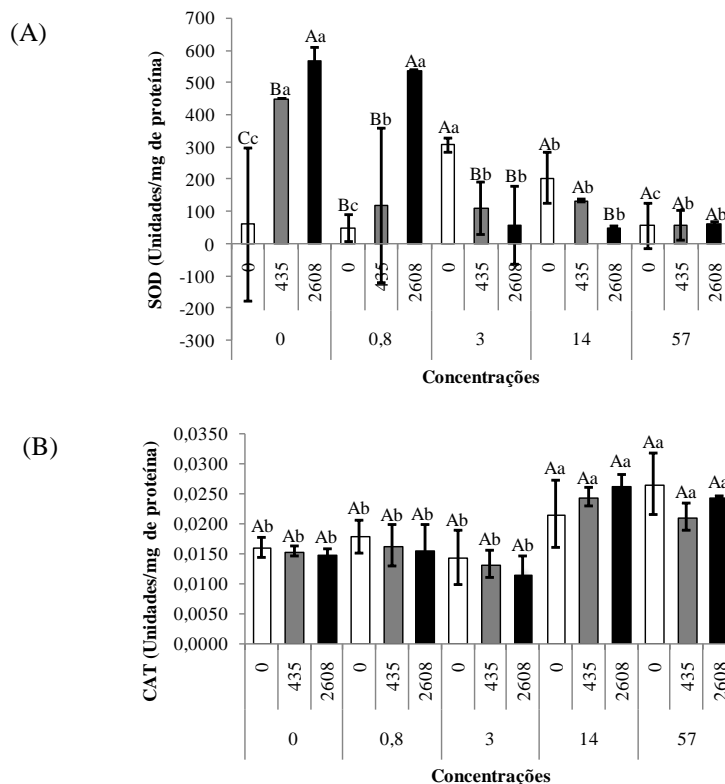 (A)
SOD (Unidades/mg de proteína)
700
600
500
400
300
200
100
0
-100
-200
-300
Cc Ba Aa Bc Bb Aa Aa Bb Bb Ab Ab Bb Ac Ab Ab
0 435 2608 0 435 2608 0 435 2608 0 435 2608 0 435 2608
0 0,8 3 14 57
Concentrações
(B)
CAT (Unidades/mg de proteína)
0,0350
0,0300
0,0250
0,0200
0,0150
0,0100
0,0050
0,0000
Ab Ab Ab Ab Ab Ab Ab Ab Ab Aa Aa Aa Aa Aa Aa
0 435 2608 0 435 2608 0 435 2608 0 435 2608 0 435 2608
0 0,8 3 14 57
Concentrações